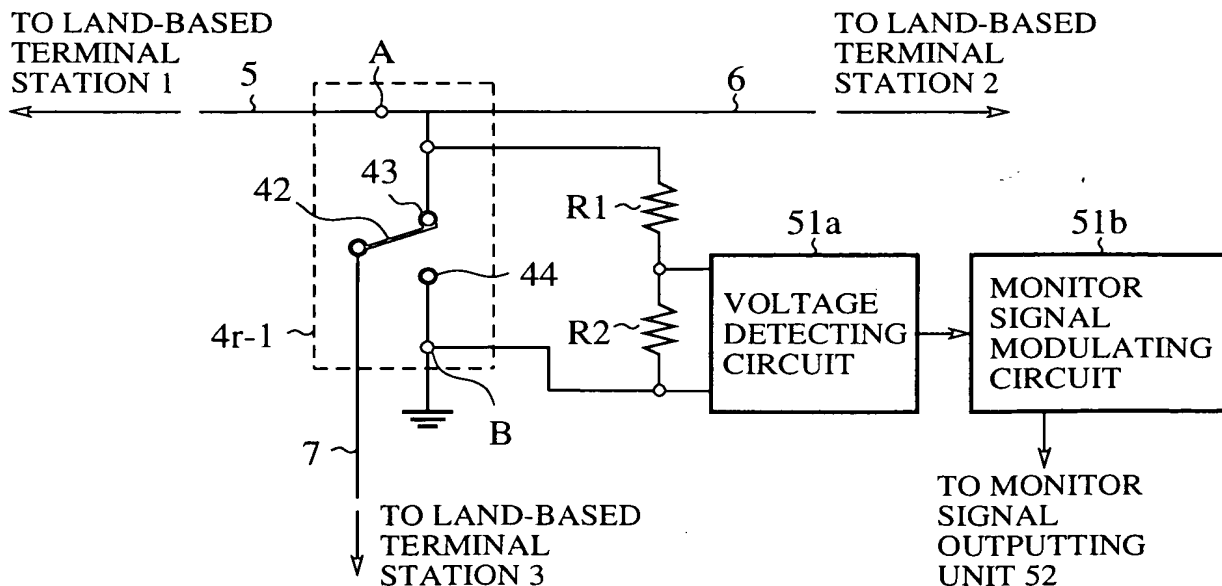 TO LAND-BASED
TERMINAL
STATION 1
A
5
6
TO LAND-BASED
TERMINAL
STATION 2
43
42
R1
51a
51b
44
VOLTAGE
DETECTING
CIRCUIT
MONITOR
SIGNAL
MODULATING
CIRCUIT
R2
4r-1
B
7
TO LAND-BASED
TERMINAL
STATION 3
TO MONITOR
SIGNAL
OUTPUTTING
UNIT 52